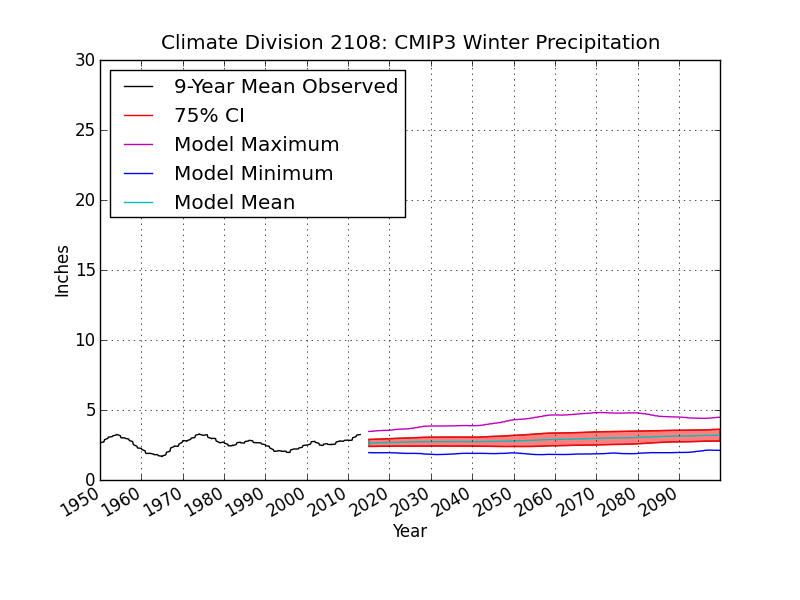 Climate Division 2108: CMIP3 Winter Precipitation
30
25
20
15
10
5
0
Inches
9-Year Mean Observed
75% CI
Model Maximum
Model Minimum
Model Mean
1950 1960 1970 1980 1990 2000 2010 2020 2030 2040 2050 2060 2070 2080 2090
Year